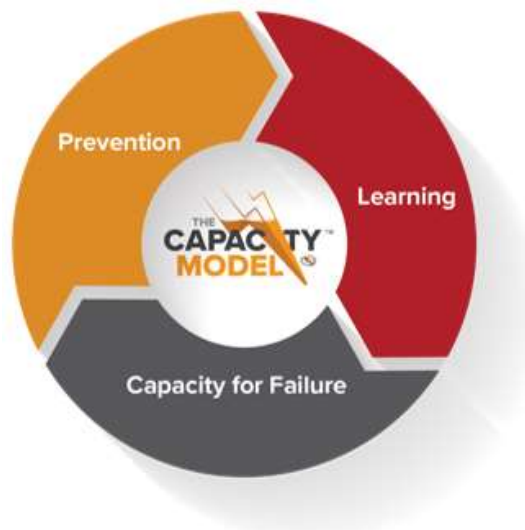 Prevention
Learning
THE
CAPACITY™
MODEL
Capacity for Failure